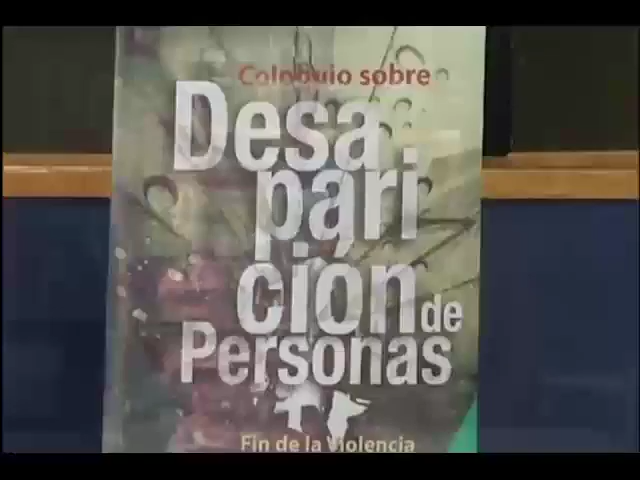 Coloquio sobre
Desa
pari
ción de
Personas
Fin de la Violencia